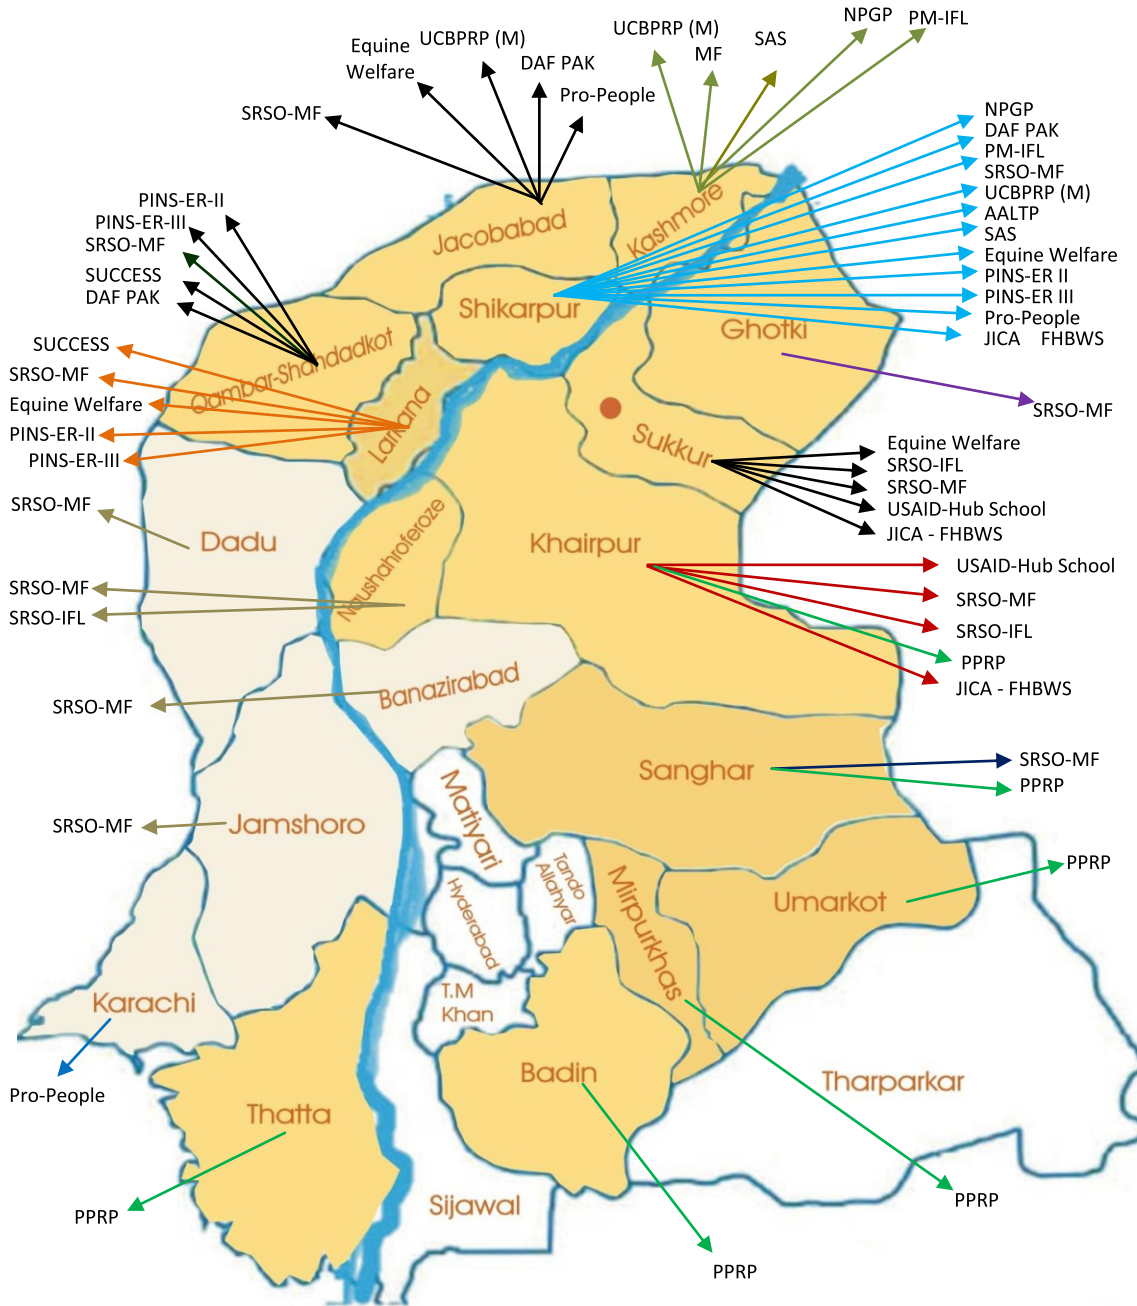 NPGP
PM-IFL
UCBPRP (M)
MF
SAS
UCBPRP (M)
Equine
Welfare
DAF PAK
Pro-People
SRSO-MF
NPGP
DAF PAK
PM-IFL
SRSO-MF
UCBPRP (M)
AALTP
SAS
Equine Welfare
PINS-ER II
PINS-ER III
Pro-People
JICA FHBWS
PINS-ER-II
PINS-ER-III
SRSO-MF
SUCCESS
DAF PAK
Jacobabad
Kashmore
Shikarpur
Ghotki
SUCCESS
SRSO-MF
Equine Welfare
PINS-ER-II
PINS-ER-III
Qambar-Shahdadkot
Larkana
Sukkur
SRSO-MF
Equine Welfare
SRSO-IFL
SRSO-MF
USAID-Hub School
JICA - FHBWS
SRSO-MF
Dadu
Naushahroferoze
Khairpur
USAID-Hub School
SRSO-MF
SRSO-IFL
PPRP
JICA - FHBWS
SRSO-MF
SRSO-IFL
SRSO-MF
Banazirabad
Sanghar
SRSO-MF
PPRP
SRSO-MF
Jamshoro
Matiyari
Hyderabad
Tando
Allahyar
Mirpurkhas
Umarkot
PPRP
Karachi
T.M
Khan
Pro-People
Thatta
Badin
Tharparkar
PPRP
Sijawal
PPRP
PPRP